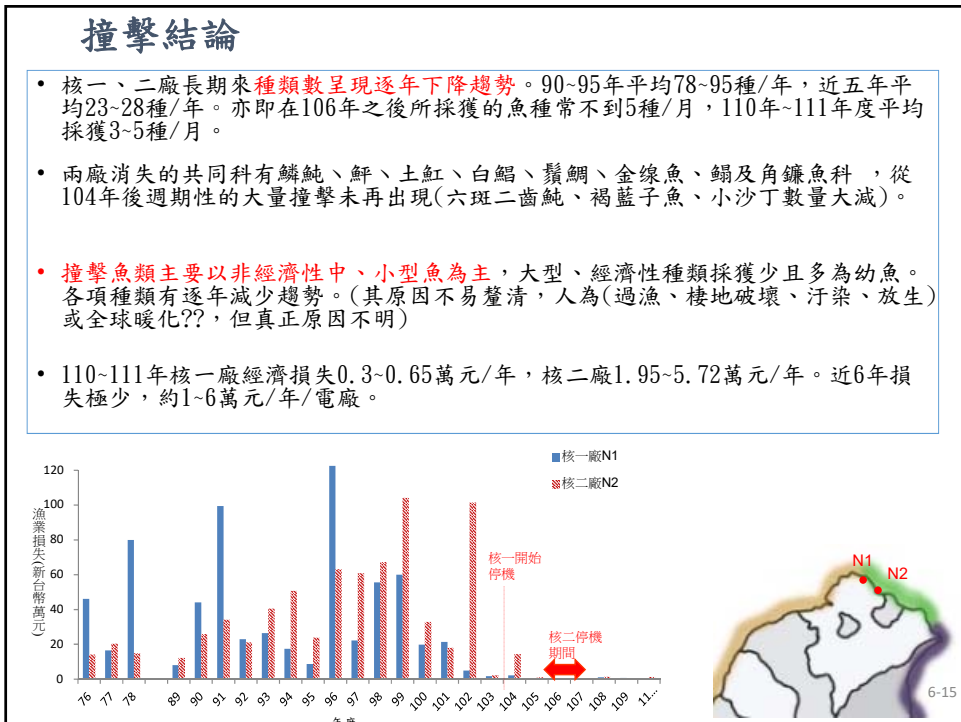 撞擊結論
• 核一、二廠長期來種類數呈現逐年下降趨勢。90~95年平均78~95種/年，近五年平
均23~28種/年。亦即在106年之後所採獲的魚種常不到5種/月，110年~111年度平均
採獲3~5種/月。
• 兩廠消失的共同科有鱗魨、鮃、土魟、白鯧、鬚鯛、金線魚、鰨及角鐮魚科 ，從
104年後週期性的大量撞擊未再出現(六斑二齒魨、褐藍子魚、小沙丁數量大減)。
• 撞擊魚類主要以非經濟性中、小型魚為主，大型、經濟性種類採獲少且多為幼魚。
各項種類有逐年減少趨勢。(其原因不易釐清，人為(過漁、棲地破壞、汙染、放生)
或全球暖化??，但真正原因不明)
• 110~111年核一廠經濟損失0.3~0.65萬元/年，核二廠1.95~5.72萬元/年。近6年損
失極少，約1~6萬元/年/電廠。
核一廠N1
核二廠N2
漁業損失(新台幣萬元)
120
100
80
60
40
20
0
核一開始
停機
核二停機
期間
76 77 78 89 90 91 92 93 94 95 96 97 98 99 100 101 102 103 104 105 106 107 108 109 11...
N1
N2
6-15